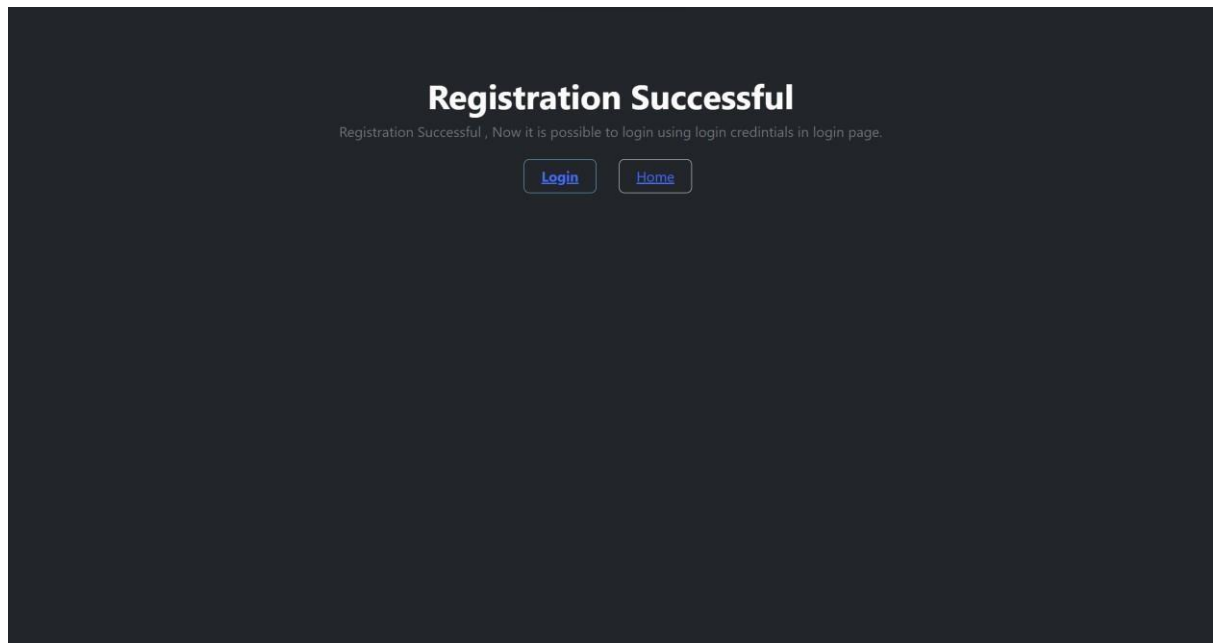 Registration Successful
Registration Successful , Now it is possible to login using login credintials in login page.
Login Home